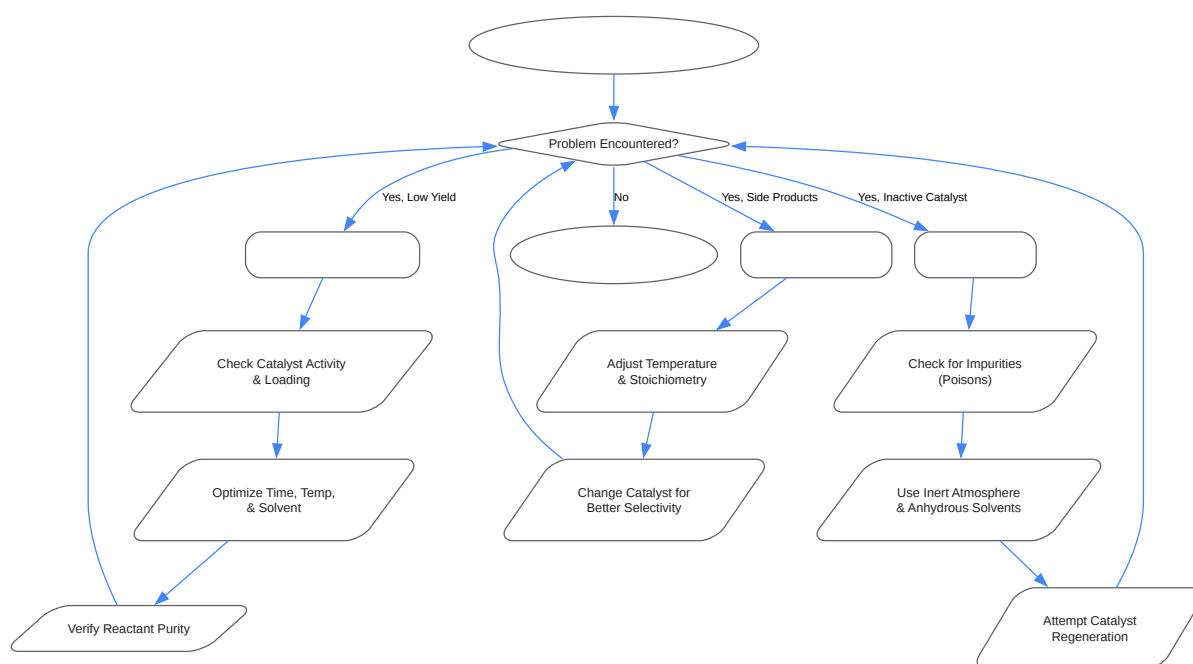 Problem Encountered?
Yes, Low Yield
No
Yes, Side Products
Yes, Inactive Catalyst
Check Catalyst Activity
& Loading
Adjust Temperature
& Stoichiometry
Check for Impurities
(Poisons)
Optimize Time, Temp,
& Solvent
Change Catalyst for
Better Selectivity
Use Inert Atmosphere
& Anhydrous Solvents
Verify Reactant Purity
Attempt Catalyst
Regeneration